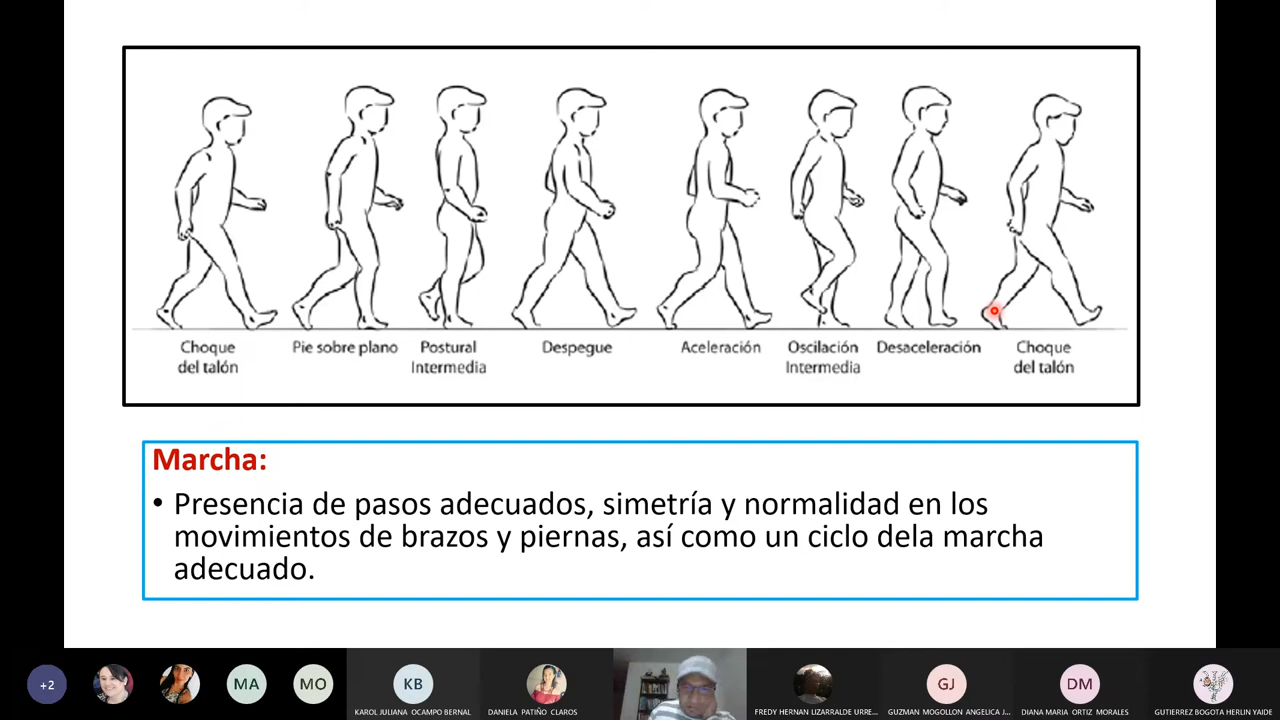 Choque
del talón
Pie sobre plano
Postural
Intermedia
Despegue
Aceleración
Oscilación
Intermedia
Desaceleración
Choque
del talón
Marcha:
• Presencia de pasos adecuados, simetría y normalidad en los
movimientos de brazos y piernas, así como un ciclo dela marcha
adecuado.
+2
MA
MO
KB
KAROL JULIANA OCAMPO BERNAL
DANIELA PATIÑO CLAROS
FREDY HERNAN LIZARRALDE URRE...
GJ
GUZMAN MOGOLLON ANGELICA J...
DM
DIANA MARIA ORTIZ MORALES
GUTIERREZ BOGOTA HERLIN YAIDE